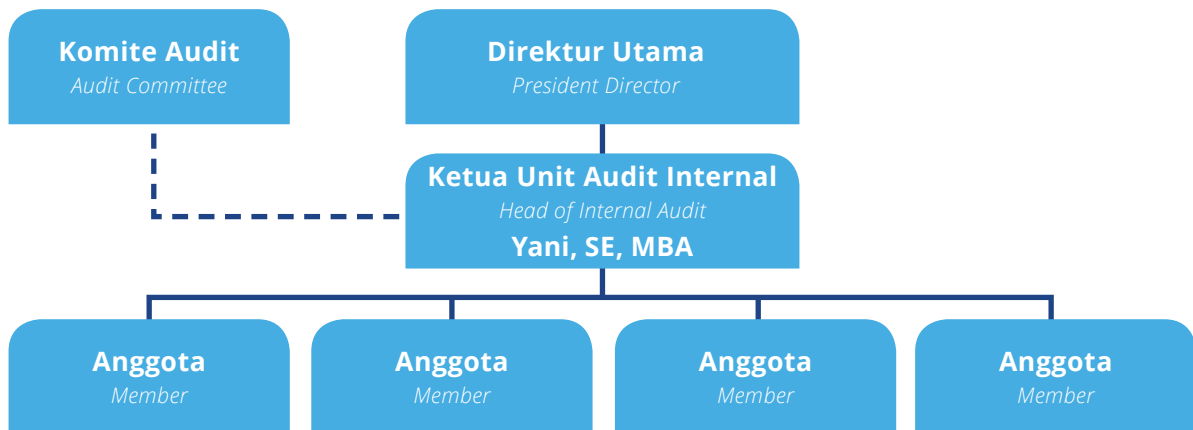 Komite Audit
Audit Committee
Direktur Utama
President Director
Ketua Unit Audit Internal
Head of Internal Audit
Yani, SE, MBA
Anggota
Member
Anggota
Member
Anggota
Member
Anggota
Member